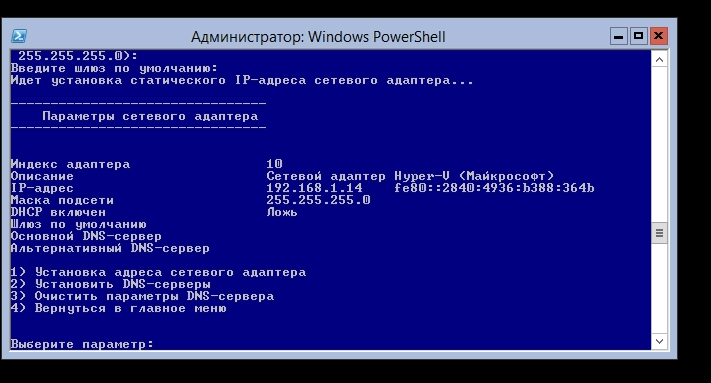 Администратор: Windows PowerShell
255.255.255.0):
Введите шлюз по умолчанию:
Идет установка статического IP-адреса сетевого адаптера...
--------------------------------
Параметры сетевого адаптера
--------------------------------
Индекс адаптера 10
Описание Сетевой адаптер Hyper-V (Майкрософт)
IP-адрес 192.168.1.14 fe80::2840:4936:b388:364b
Маска подсети 255.255.255.0
DHCP включен Ложь
Шлюз по умолчанию
Основной DNS-сервер
Альтернативный DNS-сервер
1) Установка адреса сетевого адаптера
2) Установить DNS-серверы
3) Очистить параметры DNS-сервера
4) Вернуться в главное меню
Выберите параметр: